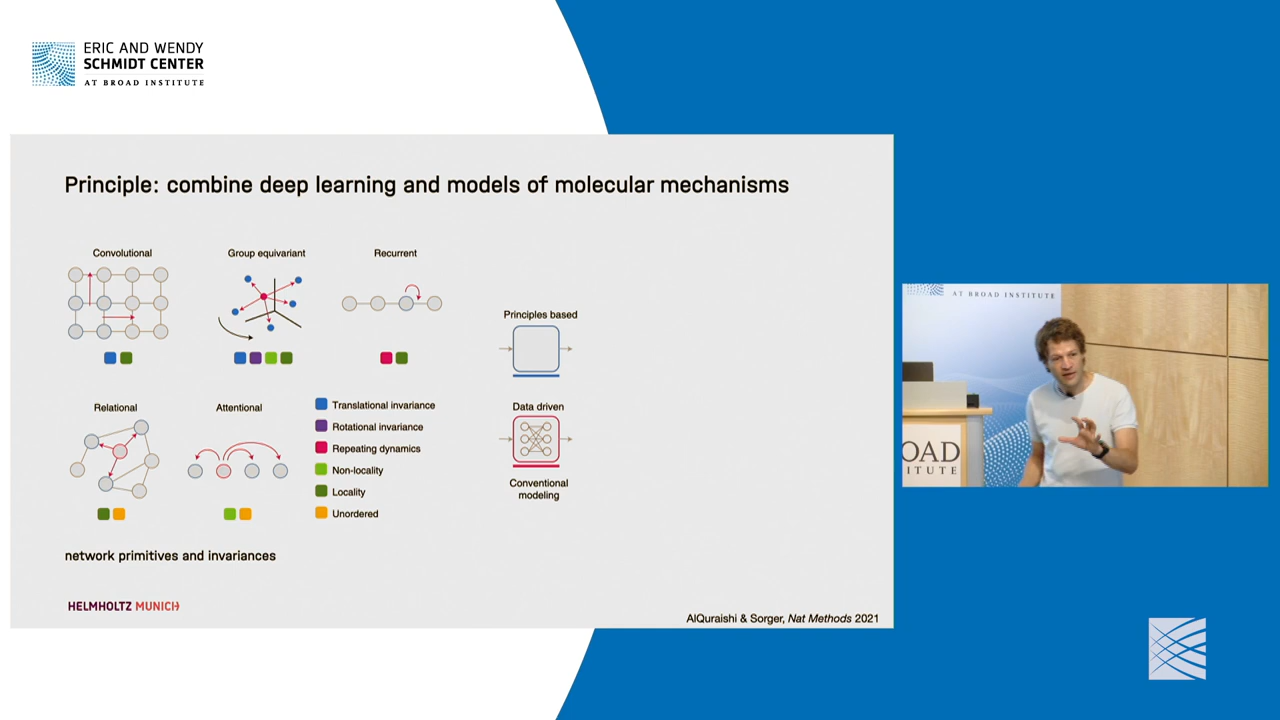 ERIC AND WENDY
SCHMIDT CENTER
AT BROAD INSTITUTE
Principle: combine deep learning and models of molecular mechanisms
Convolutional
Group equivariant
Recurrent
Principles based
Relational
Attentional
Translational invariance
Rotational invariance
Repeating dynamics
Non-locality
Locality
Unordered
Data driven
Conventional
modeling
network primitives and invariances
HELMHOLTZ MUNICH
AlQuraishi & Sorger, Nat Methods 2021
AT BROAD INSTITUTE
OAD
ITUTE